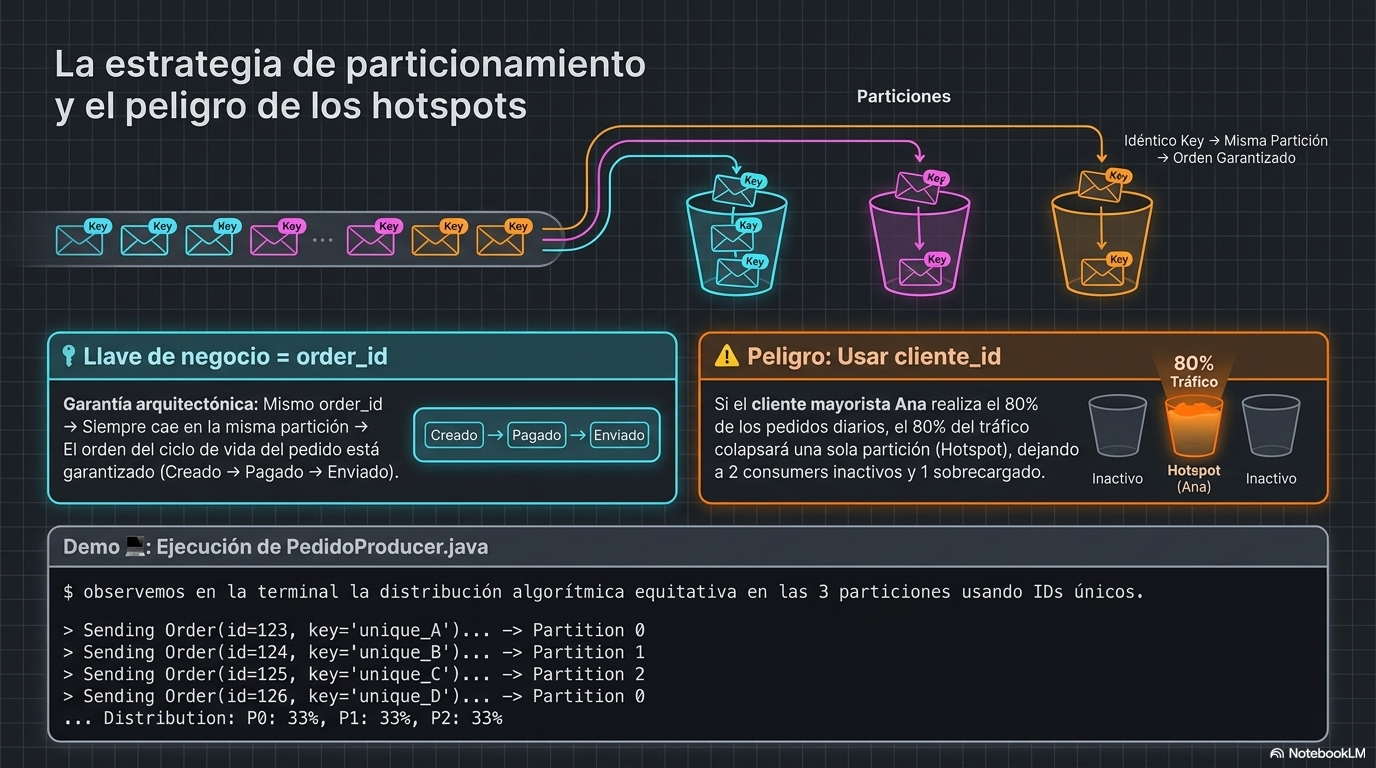 La estrategia de particionamiento
y el peligro de los hotspots
Particiones
Idéntico Key → Misma Partición
→ Orden Garantizado
Key Key Key Koy ... Key Key Key
Key Key Key
Kay
Key Key Key
Llave de negocio = order_id
Garantía arquitectónica: Mismo order_id
→ Siempre cae en la misma partición →
El orden del ciclo de vida del pedido está
garantizado (Creado → Pagado → Enviado).
Creado → Pagado → Enviado
Peligro: Usar cliente_id
Si el cliente mayorista Ana realiza el 80%
de los pedidos diarios, el 80% del tráfico
colapsará una sola partición (Hotspot), dejando
a 2 consumers inactivos y 1 sobrecargado.
80%
Tráfico
Inactivo
Hotspot
(Ana)
Inactivo
Demo 💻: Ejecución de PedidoProducer.java
$ observemos en la terminal la distribución algorítmica equitativa en las 3 particiones usando IDs únicos.
> Sending Order(id=123, key='unique_A')... —> Partition 0
> Sending Order(id=124, key='unique_B')... —> Partition 1
> Sending Order(id=125, key='unique_C')... —> Partition 2
> Sending Order(id=126, key='unique_D')... —> Partition 0
... Distribution: P0: 33%, P1: 33%, P2: 33%
NotebookLM